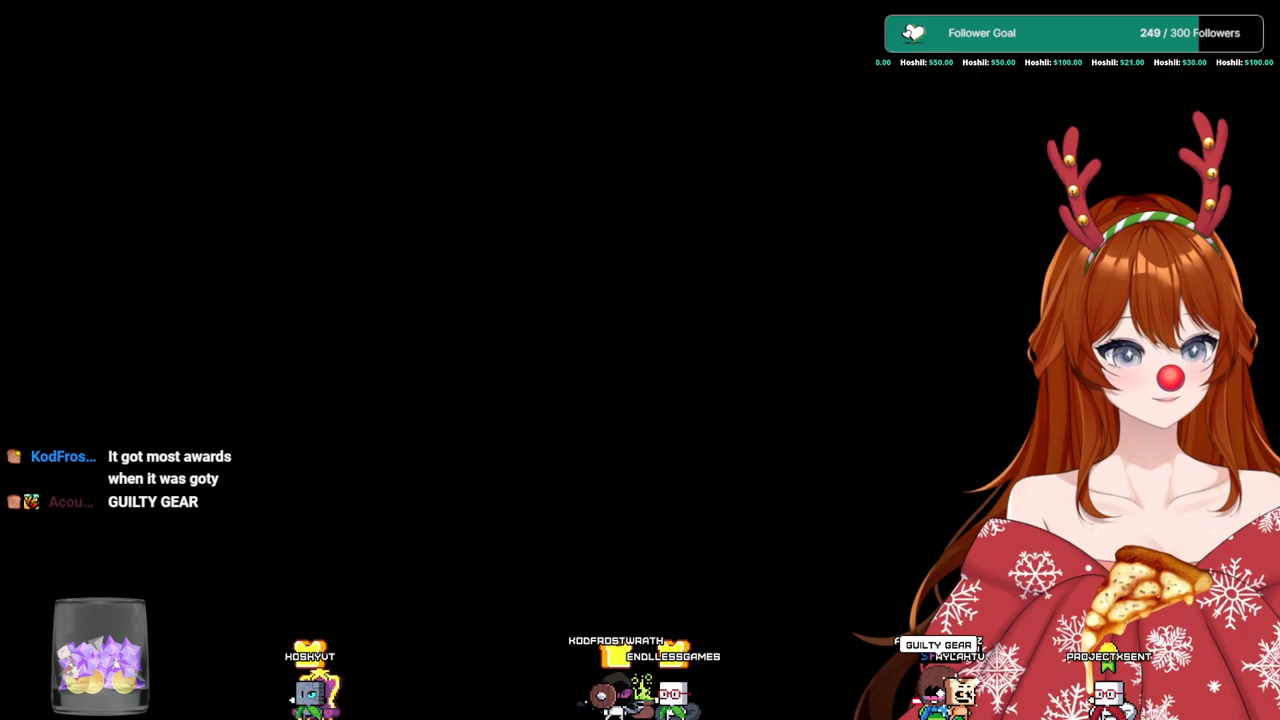 Follower Goal 249 / 300 Followers
0.00 Hoshii: $50.00 Hoshii: $50.00 Hoshii: $100.00 Hoshii: $21.00 Hoshii: $30.00 Hoshii: $100.00
KodFros... It got most awards
when it was goty
Acou... GUILTY GEAR
KODFROSTWRATH
GUILTY GEAR
HOSHYVT
ENDLLESSGAMES
PROJECTXSENT